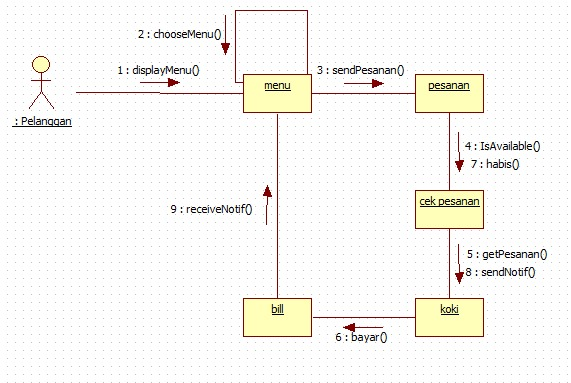 2 : chooseMenu()
1 : displayMenu()
3 : sendPesanan()
menu
pesanan
: Pelanggan
4 : IsAvailable()
7 : habis()
cek pesanan
9 : receiveNotif()
5 : getPesanan()
8 : sendNotif()
bill
koki
6 : bayar()